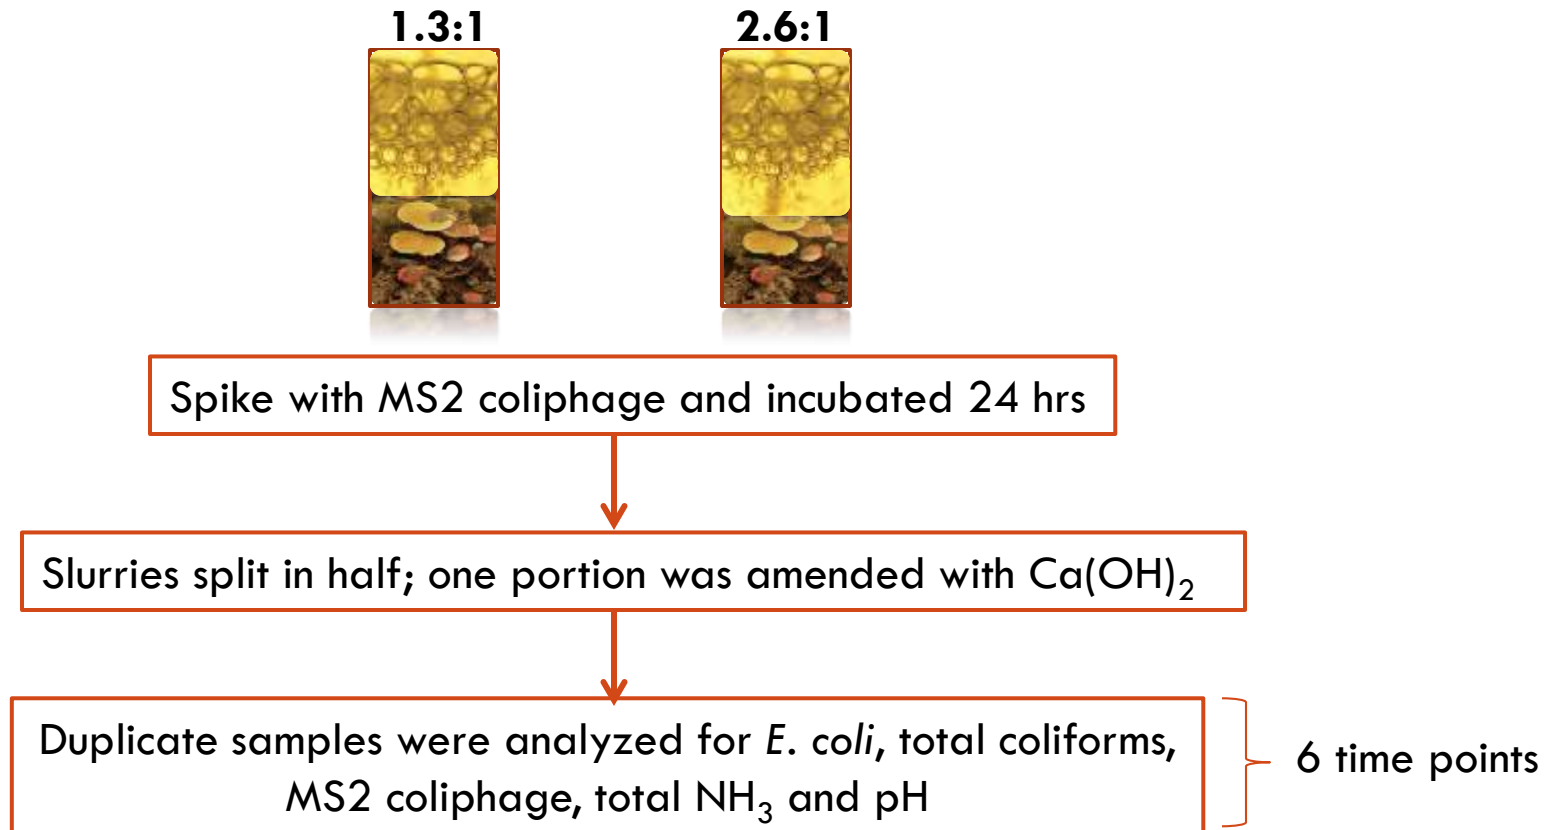 1.3:1 2.6:1
Spike with MS2 coliphage and incubated 24 hrs
Slurries split in half; one portion was amended with Ca(OH)₂
Duplicate samples were analyzed for E. coli, total coliforms,
MS2 coliphage, total NH₃ and pH
6 time points